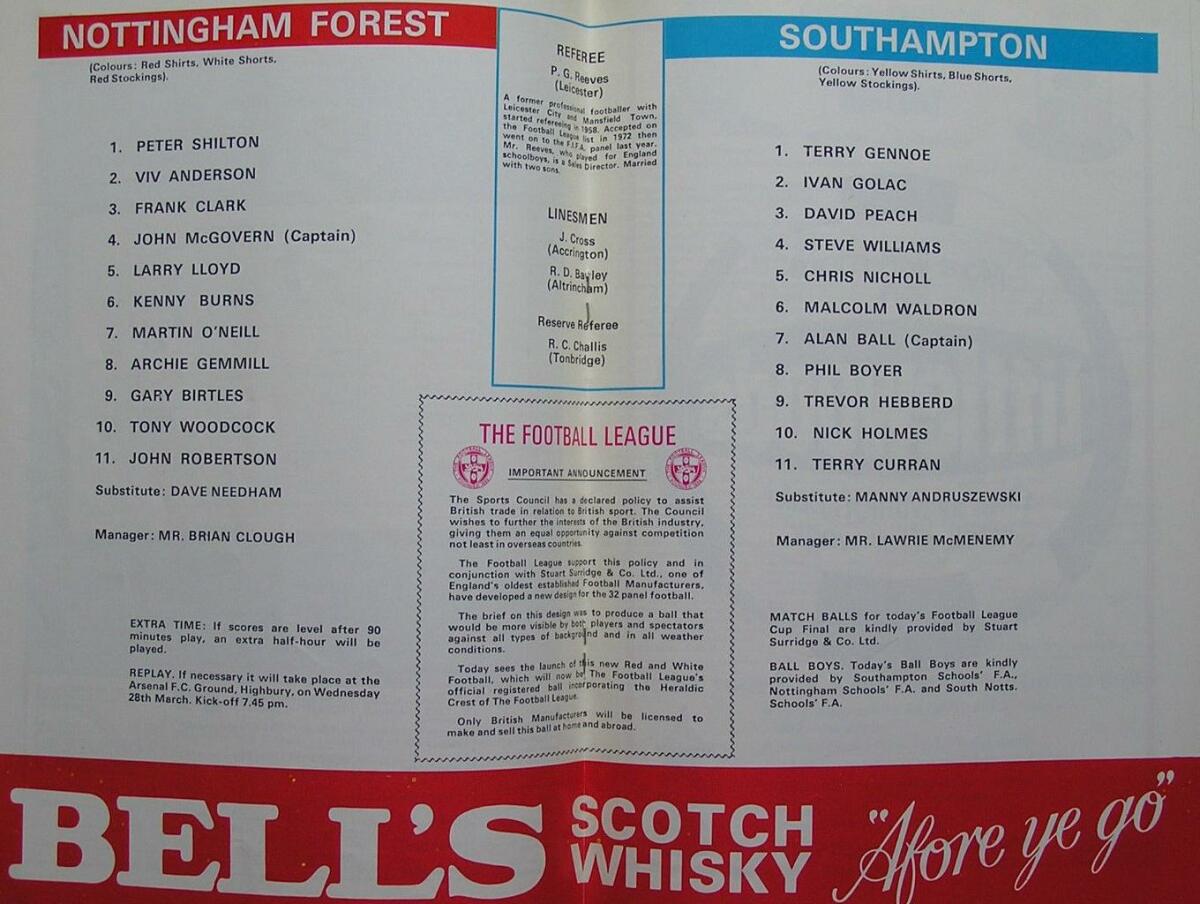 NOTTINGHAM FOREST
(Colours: Red Shirts, White Shorts,
Red Stockings).
1. PETER SHILTON
2. VIV ANDERSON
3. FRANK CLARK
4. JOHN McGOVERN (Captain)
5. LARRY LLOYD
6. KENNY BURNS
7. MARTIN O'NEILL
8. ARCHIE GEMMILL
9. GARY BIRTLES
10. TONY WOODCOCK
11. JOHN ROBERTSON
Substitute: DAVE NEEDHAM
Manager: MR. BRIAN CLOUGH
EXTRA TIME: If scores are level after 90
minutes play, an extra half-hour will be
played.
REPLAY. If necessary it will take place at the
Arsenal F.C. Ground, Highbury, on Wednesday
28th March. Kick-off 7.45 pm.
REFEREE
P. G. Reeves
(Leicester)
A former professional footballer with
Leicester City and Mansfield Town,
started refereeing in 1958. Accepted on
the Football League list in 1972 then
went on to the F.I.F.A. panel last year.
Mr. Reeves, who played for England
schoolboys, is a Sales Director. Married
with two sons.
LINESMEN
J. Cross
(Accrington)
R. D. Bayley
(Altrincham)
Reserve Referee
R. C. Challis
(Tonbridge)
THE FOOTBALL LEAGUE
IMPORTANT ANNOUNCEMENT
The Sports Council has a declared policy to assist
British trade in relation to British sport. The Council
wishes to further the interests of the British industry,
giving them an equal opportunity against competition
not least in overseas countries.
The Football League support this policy and in
conjunction with Stuart Surridge & Co. Ltd., one of
England's oldest established Football Manufacturers,
have developed a new design for the 32 panel football.
The brief on this design was to produce a ball that
would be more visible by both players and spectators
against all types of background and in all weather
conditions.
Today sees the launch of this new Red and White
Football, which will now be The Football League's
official registered ball incorporating the Heraldic
Crest of The Football League.
Only British Manufacturers will be licensed to
make and sell this ball at home and abroad.
SOUTHAMPTON
(Colours: Yellow Shirts, Blue Shorts,
Yellow Stockings).
1. TERRY GENNOE
2. IVAN GOLAC
3. DAVID PEACH
4. STEVE WILLIAMS
5. CHRIS NICHOLL
6. MALCOLM WALDRON
7. ALAN BALL (Captain)
8. PHIL BOYER
9. TREVOR HEBBERD
10. NICK HOLMES
11. TERRY CURRAN
Substitute: MANNY ANDRUSZEWSKI
Manager: MR. LAWRIE McMENEMY
MATCH BALLS for today's Football League
Cup Final are kindly provided by Stuart
Surridge & Co. Ltd.
BALL BOYS. Today's Ball Boys are kindly
provided by Southampton Schools' F.A.,
Nottingham Schools' F.A. and South Notts.
Schools' F.A.
BELL'S SCOTCH
WHISKY
"Afore ye go"